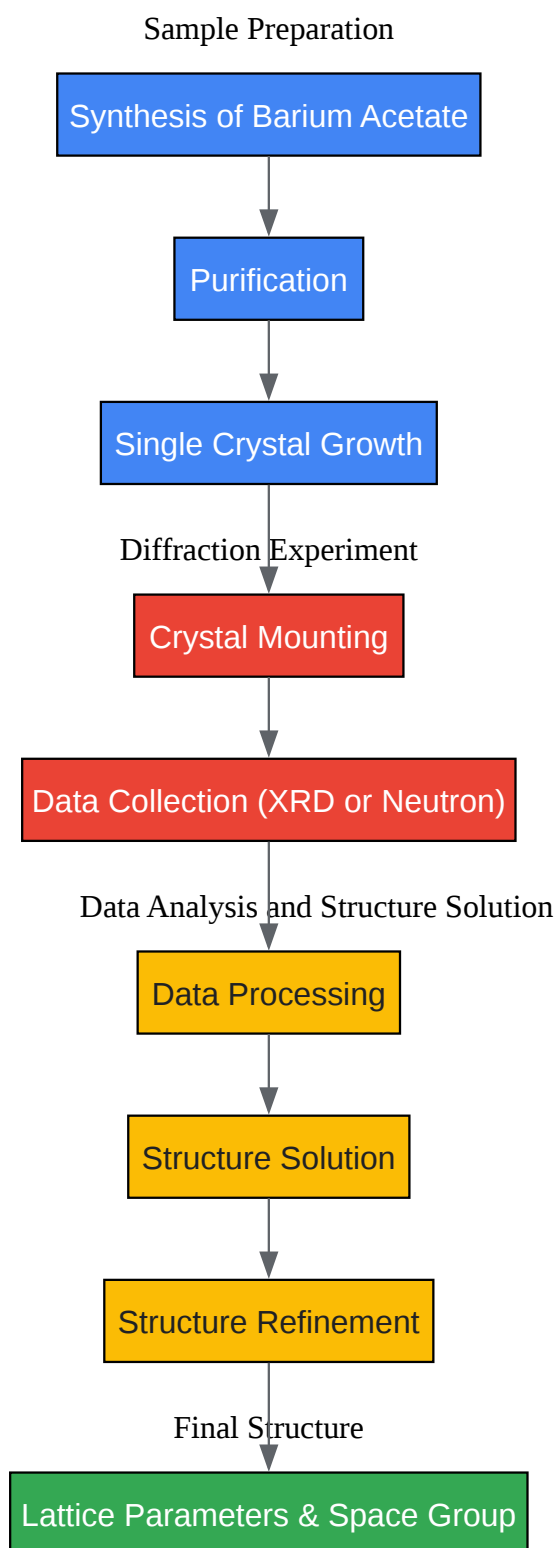 Sample Preparation
Synthesis of Barium Acetate
Purification
Single Crystal Growth
Diffraction Experiment
Crystal Mounting
Data Collection (XRD or Neutron)
Data Analysis and Structure Solution
Data Processing
Structure Solution
Structure Refinement
Final Structure
Lattice Parameters & Space Group